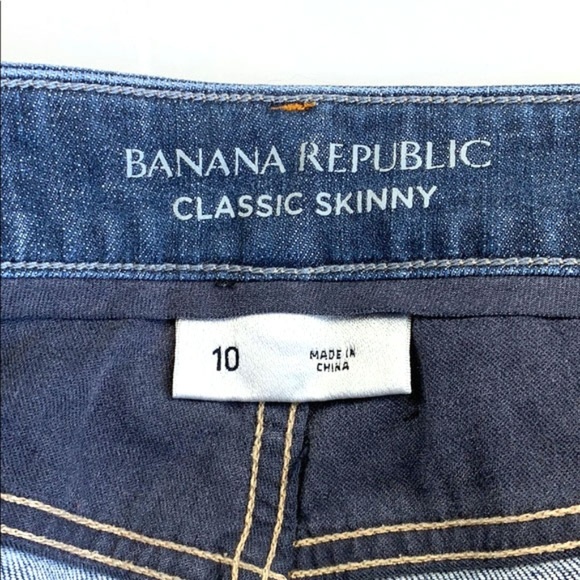 BANANA REPUBLIC
CLASSIC SKINNY
10
MADE IN
CHINA